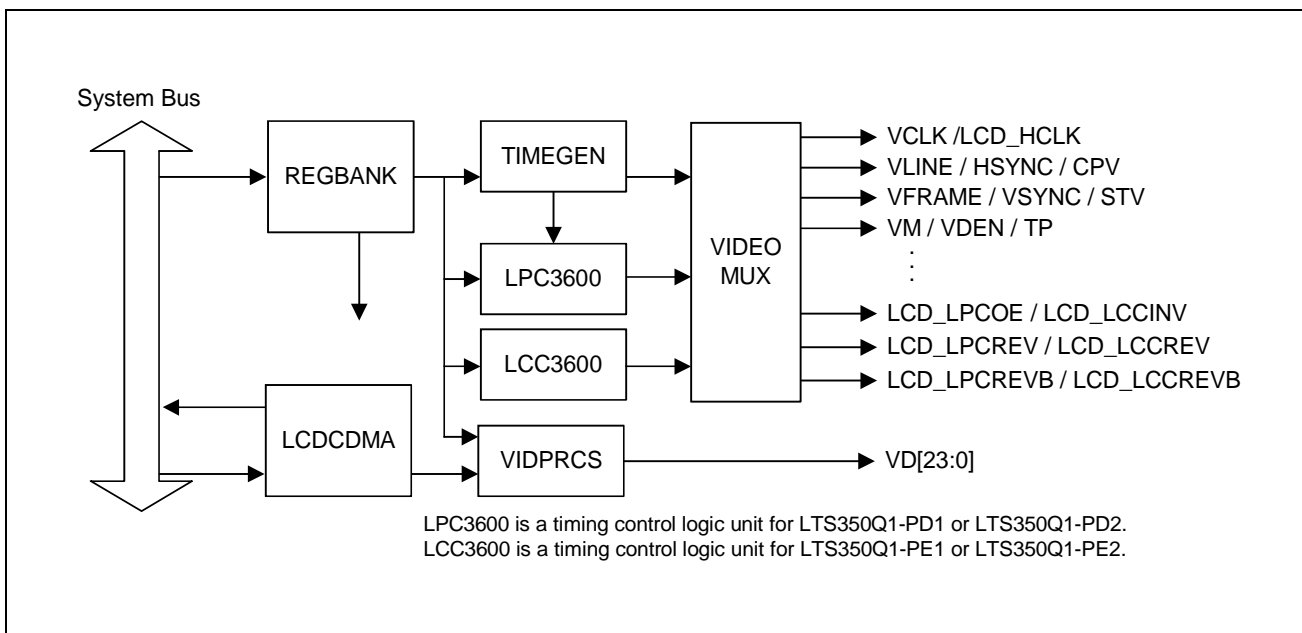 System Bus
REGBANK
TIMEGEN
LPC3600
LCC3600
VIDEO
MUX
LCDCDMA
VIDPRCS
VCLK /LCD_HCLK
VLINE / HSYNC / CPV
VFRAME / VSYNC / STV
VM / VDEN / TP
.
.
.
LCD_LPCOE / LCD_LCCINV
LCD_LPCREV / LCD_LCCREV
LCD_LPCREVB / LCD_LCCREVB
VD[23:0]
LPC3600 is a timing control logic unit for LTS350Q1-PD1 or LTS350Q1-PD2.
LCC3600 is a timing control logic unit for LTS350Q1-PE1 or LTS350Q1-PE2.